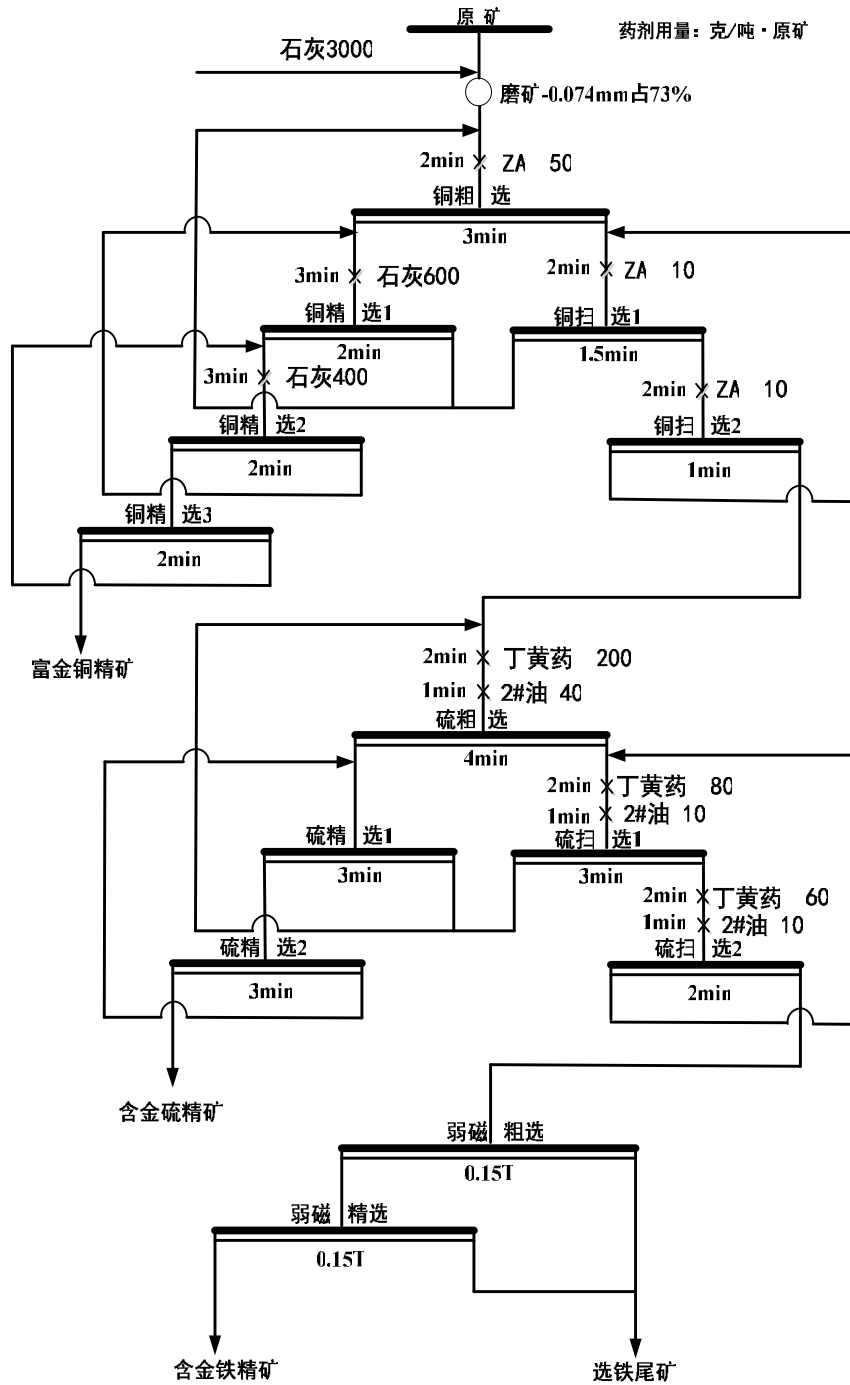 原 矿
药剂用量：克/吨·原矿
石灰3000
磨矿-0.074mm占73%
2min ZA 50
铜粗 选
3min
3min 石灰600
2min ZA 10
铜精 选1
铜扫 选1
2min
1.5min
3min 石灰400
2min ZA 10
铜精 选2
铜扫 选2
2min
1min
铜精 选3
2min
富金铜精矿
2min 丁黄药 200
1min 2#油 40
硫粗 选
4min
2min 丁黄药 80
1min 2#油 10
硫精 选1
硫扫 选1
3min
3min
2min 丁黄药 60
1min 2#油 10
硫精 选2
硫扫 选2
3min
2min
含金硫精矿
弱磁 粗选
0.15T
弱磁 精选
0.15T
含金铁精矿
选铁尾矿